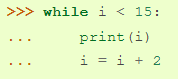 >>> while i < 15:
...     print(i)
...     i = i + 2